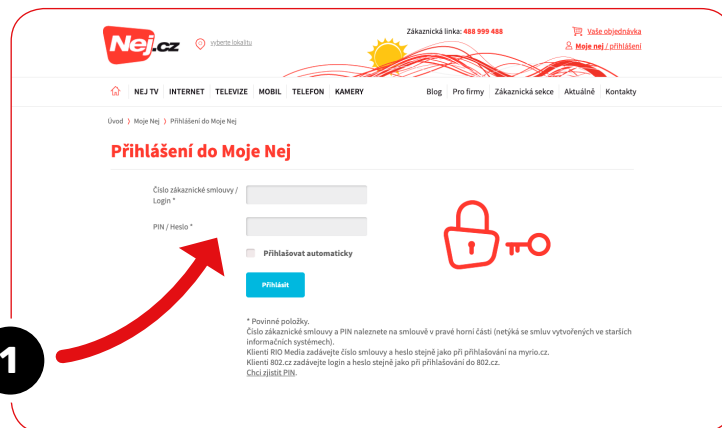 Nej.cz
vyberte lokalitu
Zákaznická linka: 488 999 488
Vaše objednávka
Moje nej / přihlášení
NEJ TV INTERNET TELEVIZE MOBIL TELEFON KAMERY
Blog Pro firmy Zákaznická sekce Aktuálně Kontakty
Úvod ⟩ Moje Nej ⟩ Přihlášení do Moje Nej
Přihlášení do Moje Nej
Číslo zákaznické smlouvy /
Login *
PIN / Heslo *
Přihlašovat automaticky
Přihlásit
* Povinné položky.
Číslo zákaznické smlouvy a PIN naleznete na smlouvě v pravé horní části (netýká se smluv vytvořených ve starších
informačních systémech).
Klienti RIO Media zadávejte číslo smlouvy a heslo stejně jako při přihlašování na myrio.cz.
Klienti 802.cz zadávejte login a heslo stejně jako při přihlašování do 802.cz.
Chci zjistit PIN.
1